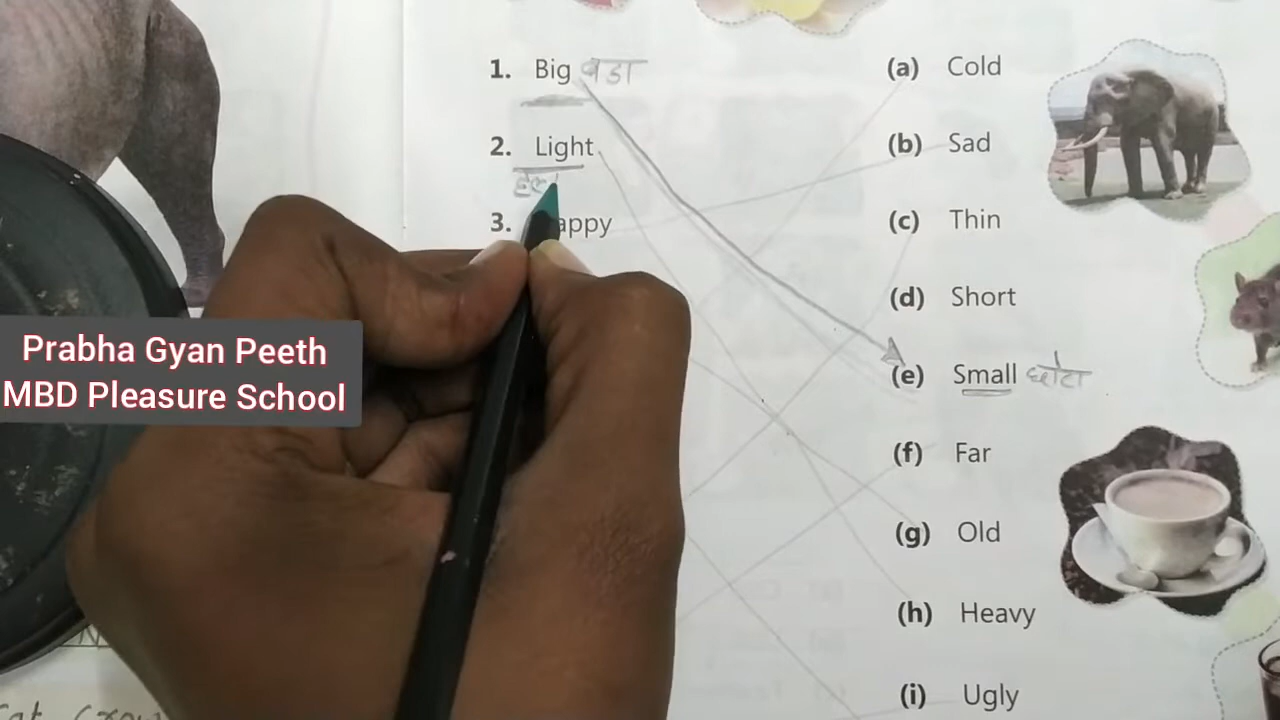 1. Big बडा
(a) Cold
2. Light
(b) Sad
3. appy
(c) Thin
(d) Short
(e) Small छोटा
(f) Far
(g) Old
(h) Heavy
(i) Ugly
Prabha Gyan Peeth
MBD Pleasure School